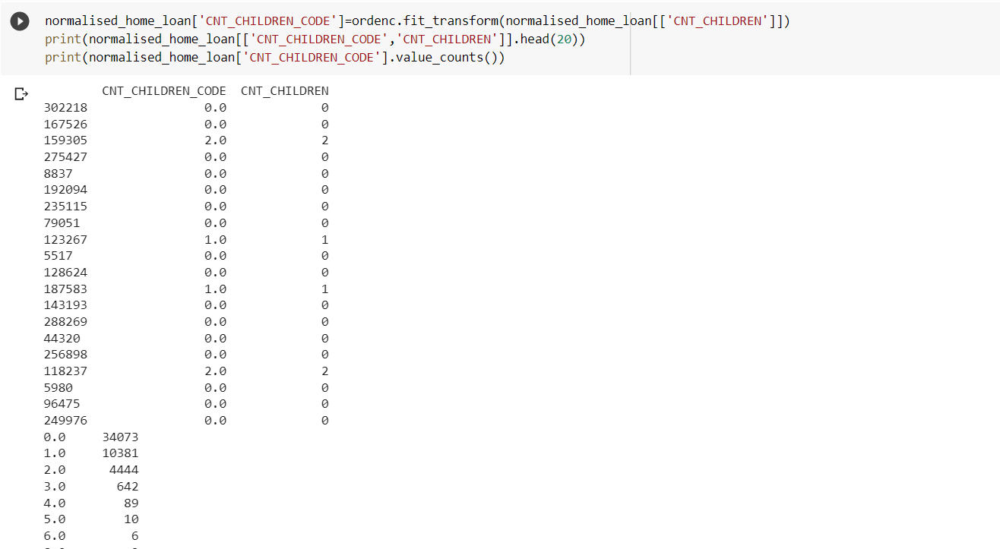 normalised_home_loan['CNT_CHILDREN_CODE']=ordenc.fit_transform(normalised_home_loan[['CNT_CHILDREN']])
print(normalised_home_loan[['CNT_CHILDREN_CODE','CNT_CHILDREN']].head(20))
print(normalised_home_loan['CNT_CHILDREN_CODE'].value_counts())
CNT_CHILDREN_CODE CNT_CHILDREN
302218 0.0 0
167526 0.0 0
159305 2.0 2
275427 0.0 0
8837 0.0 0
192094 0.0 0
235115 0.0 0
79051 0.0 0
123267 1.0 1
5517 0.0 0
128624 0.0 0
187583 1.0 1
143193 0.0 0
288269 0.0 0
44320 0.0 0
256898 0.0 0
118237 2.0 2
5980 0.0 0
96475 0.0 0
249976 0.0 0
0.0 34073
1.0 10381
2.0 4444
3.0 642
4.0 89
5.0 10
6.0 6